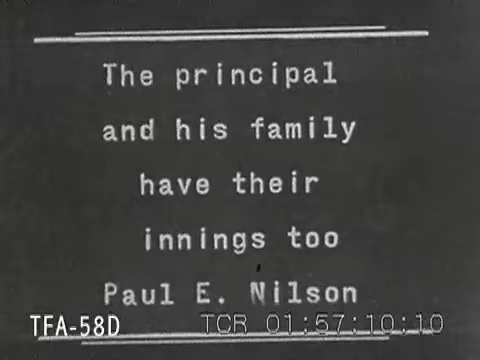 The principal
and his family
have their
innings too
Paul E. Nilson
TFA-58D TCR 01:57:10:10